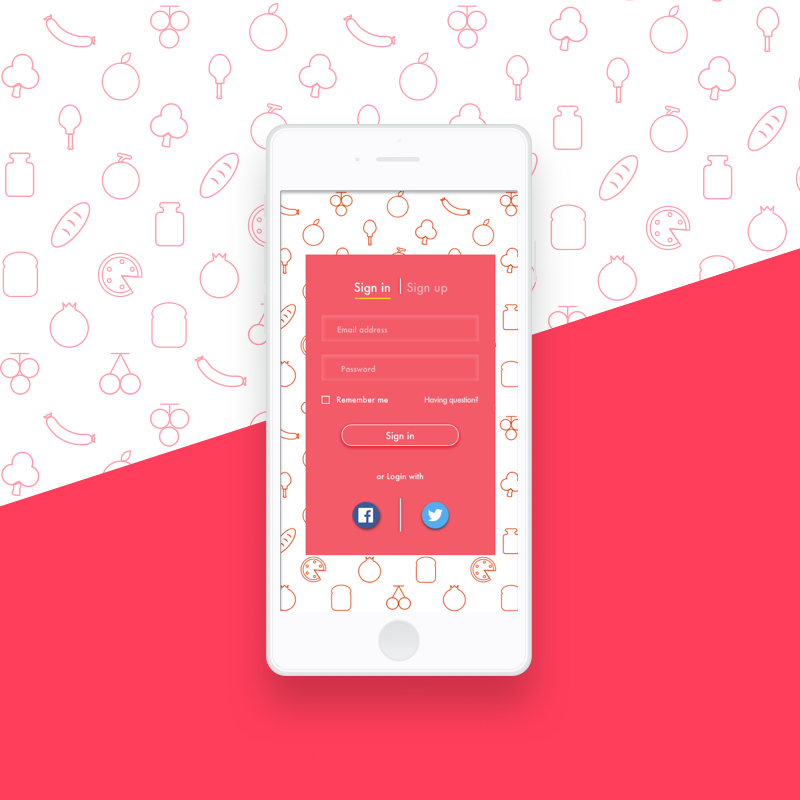 Sign in Sign up
Email address
Password
Remember me Having question?
Sign in
or Login with